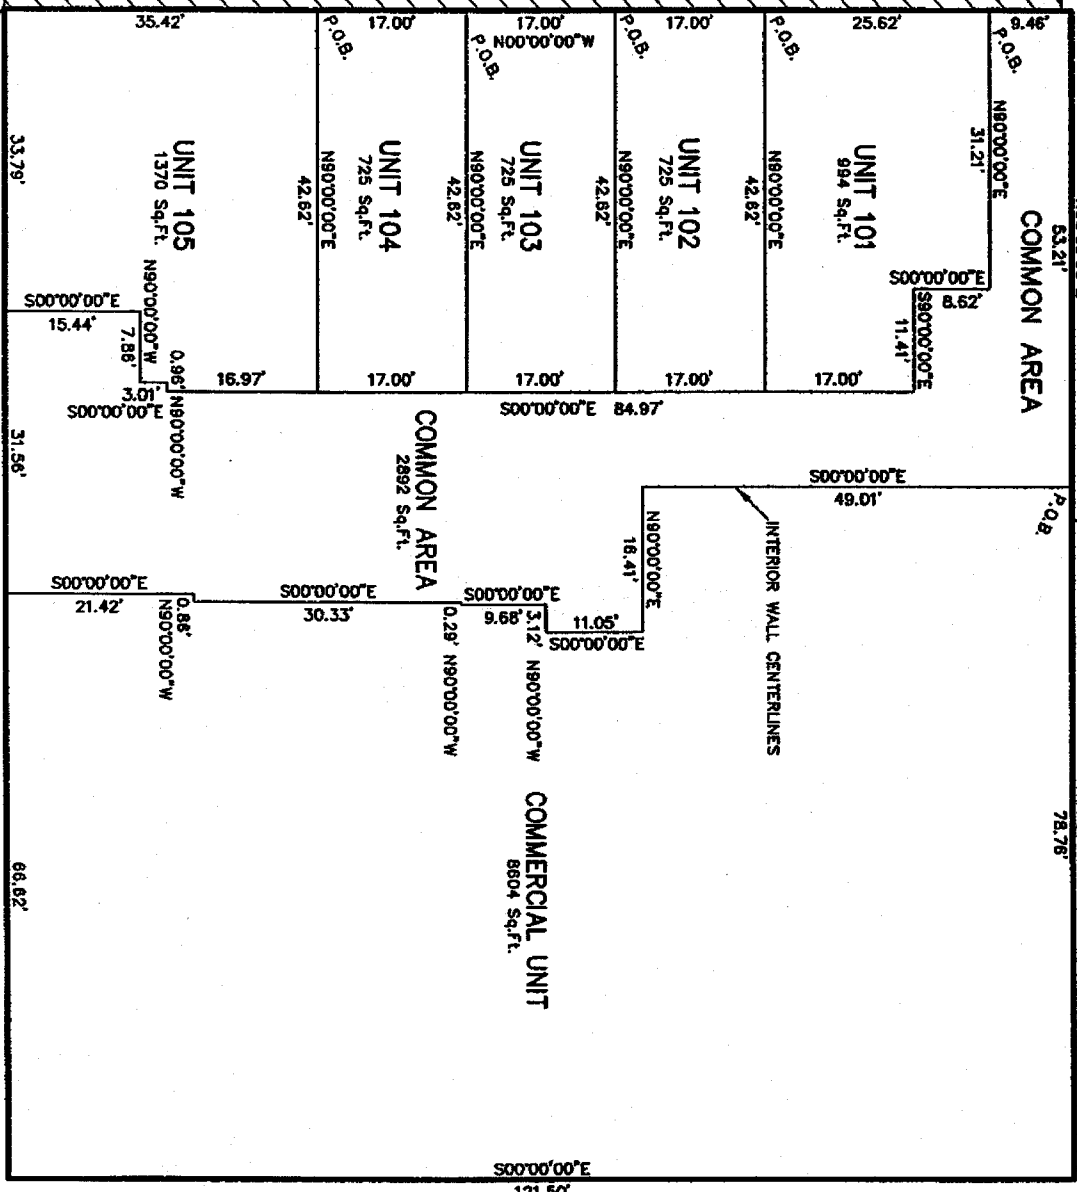 35.42'
17.00'
17.00'
17.00'
25.62'
9.46'
N00°00'00"W
P.O.B.
P.O.B.
P.O.B.
P.O.B.
P.O.B.
N90°00'00"E
31.21'
53.21'
COMMON AREA
UNIT 101
994 Sq.Ft.
UNIT 102
725 Sq.Ft.
UNIT 103
725 Sq.Ft.
UNIT 104
725 Sq.Ft.
UNIT 105
1370 Sq.Ft.
N90°00'00"E
42.62'
N90°00'00"E
42.62'
N90°00'00"E
42.62'
N90°00'00"E
42.62'
33.79'
S00°00'00"E
8.62'
S90°00'00"E
11.41'
S00°00'00"E
15.44'
N90°00'00"W
7.86'
3.01'
S00°00'00"E
0.96' N90°00'00"W
16.97'
17.00'
17.00'
17.00'
17.00'
S00°00'00"E 84.97'
31.56'
COMMON AREA
2892 Sq.Ft.
S00°00'00"E
49.01'
P.O.B.
INTERIOR WALL CENTERLINES
N90°00'00"E
16.41'
11.05'
S00°00'00"E
3.12' N90°00'00"W
S00°00'00"E
9.68'
0.29' N90°00'00"W
30.33'
S00°00'00"E
0.86'
N90°00'00"W
S00°00'00"E
21.42'
COMMERCIAL UNIT
8604 Sq.Ft.
78.76'
66.62'
S00°00'00"E
121.50'